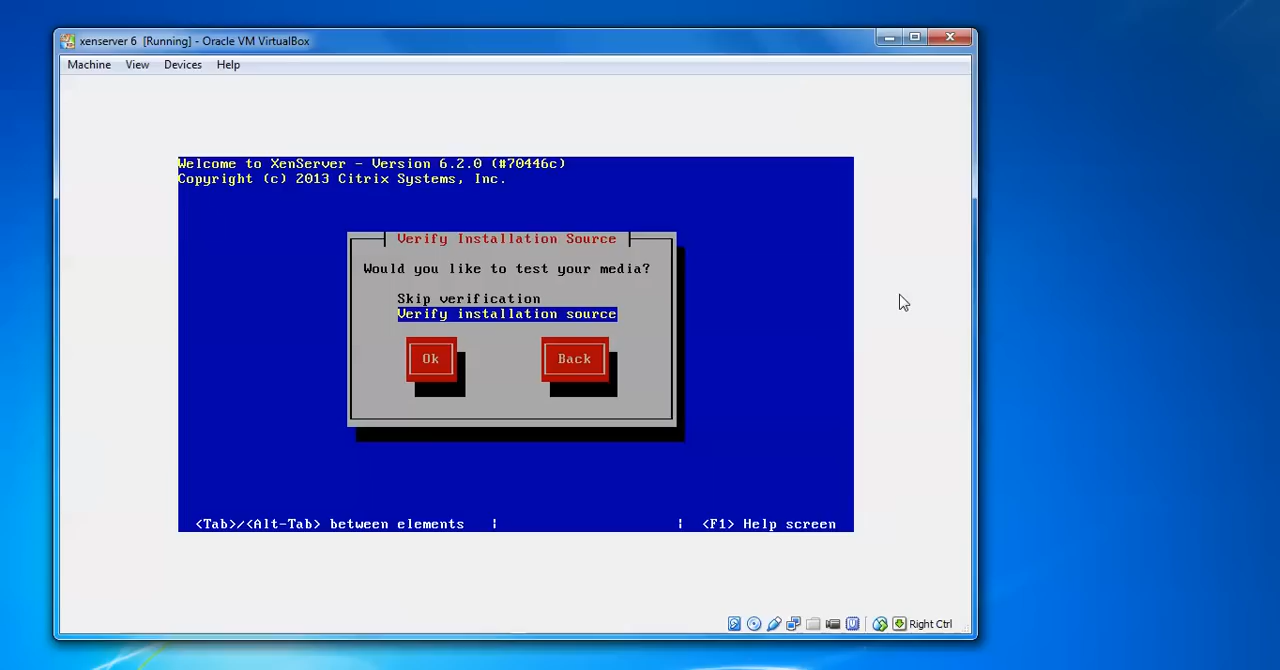 xenserver 6 [Running] - Oracle VM VirtualBox
Machine View Devices Help
Welcome to XenServer - Version 6.2.0 (#70446c)
Copyright (c) 2013 Citrix Systems, Inc.
Verify Installation Source
Would you like to test your media?
Skip verification
Verify installation source
Ok Back
<Tab>/<Alt-Tab> between elements | | <F1> Help screen
Right Ctrl